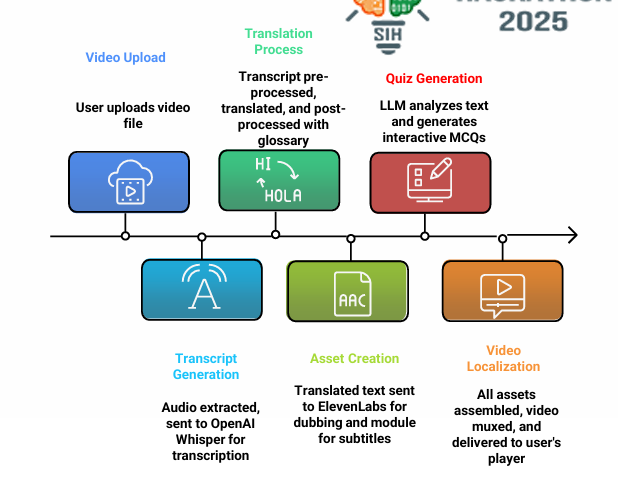 HACKATHON
2025
SIH
Video Upload
User uploads video
file
Translation
Process
Transcript pre-
processed,
translated, and post-
processed with
glossary
Quiz Generation
LLM analyzes text
and generates
interactive MCQs
HI
HOLA
A
AAC
Transcript
Generation
Audio extracted,
sent to OpenAI
Whisper for
transcription
Asset Creation
Translated text sent
to ElevenLabs for
dubbing and module
for subtitles
Video
Localization
All assets
assembled, video
muxed, and
delivered to user's
player